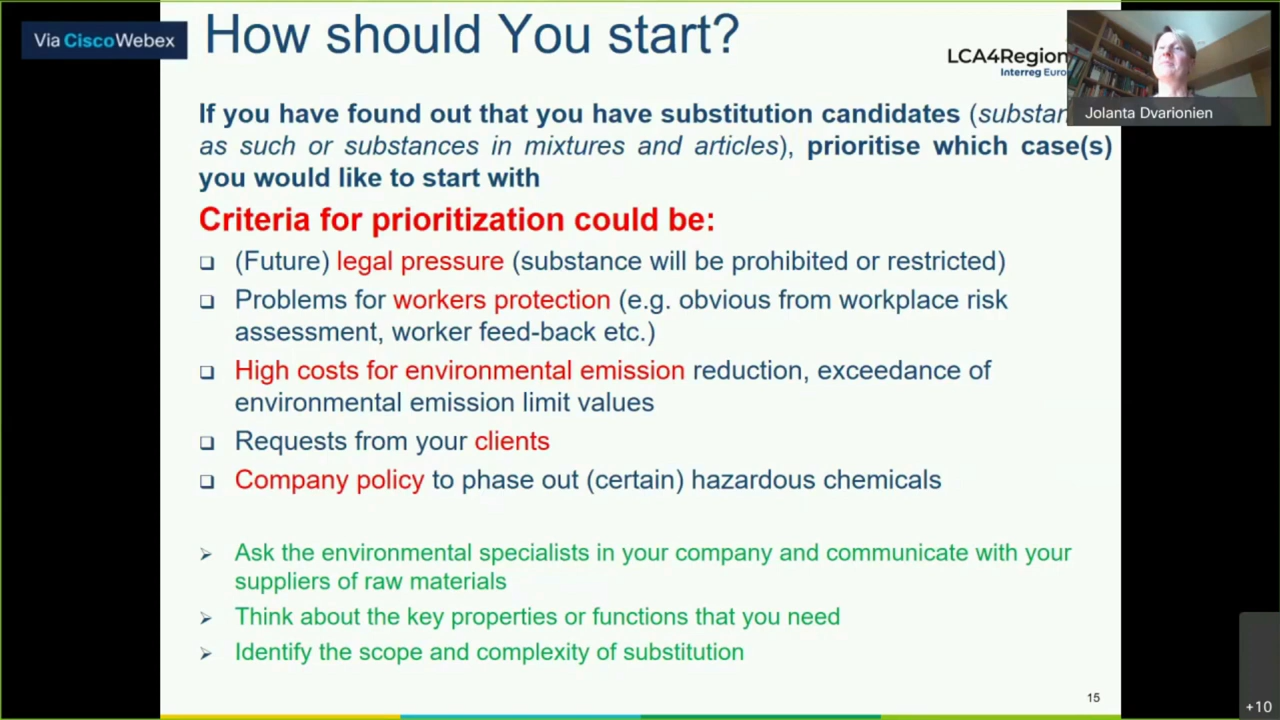 Via CiscoWebex
How should You start?
LCA4Region
Interreg Euro
Jolanta Dvarionien
If you have found out that you have substitution candidates (substan
as such or substances in mixtures and articles), prioritise which case(s)
you would like to start with
Criteria for prioritization could be:
(Future) legal pressure (substance will be prohibited or restricted)
Problems for workers protection (e.g. obvious from workplace risk
assessment, worker feed-back etc.)
High costs for environmental emission reduction, exceedance of
environmental emission limit values
Requests from your clients
Company policy to phase out (certain) hazardous chemicals
Ask the environmental specialists in your company and communicate with your
suppliers of raw materials
Think about the key properties or functions that you need
Identify the scope and complexity of substitution
15
+10